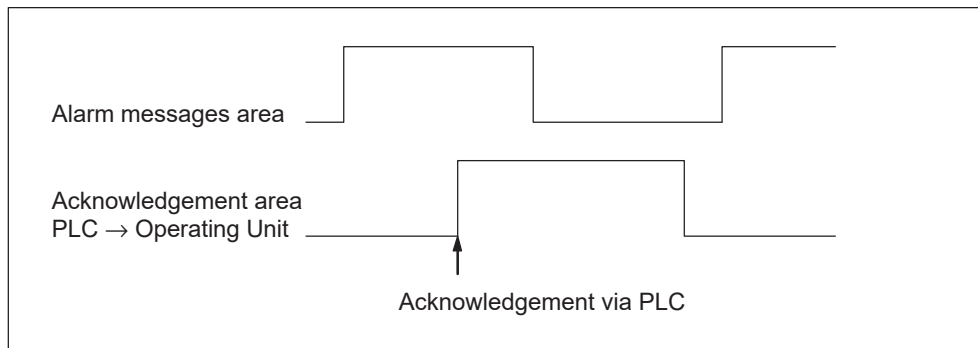 Alarm messages area
Acknowledgement area
PLC → Operating Unit
Acknowledgement via PLC